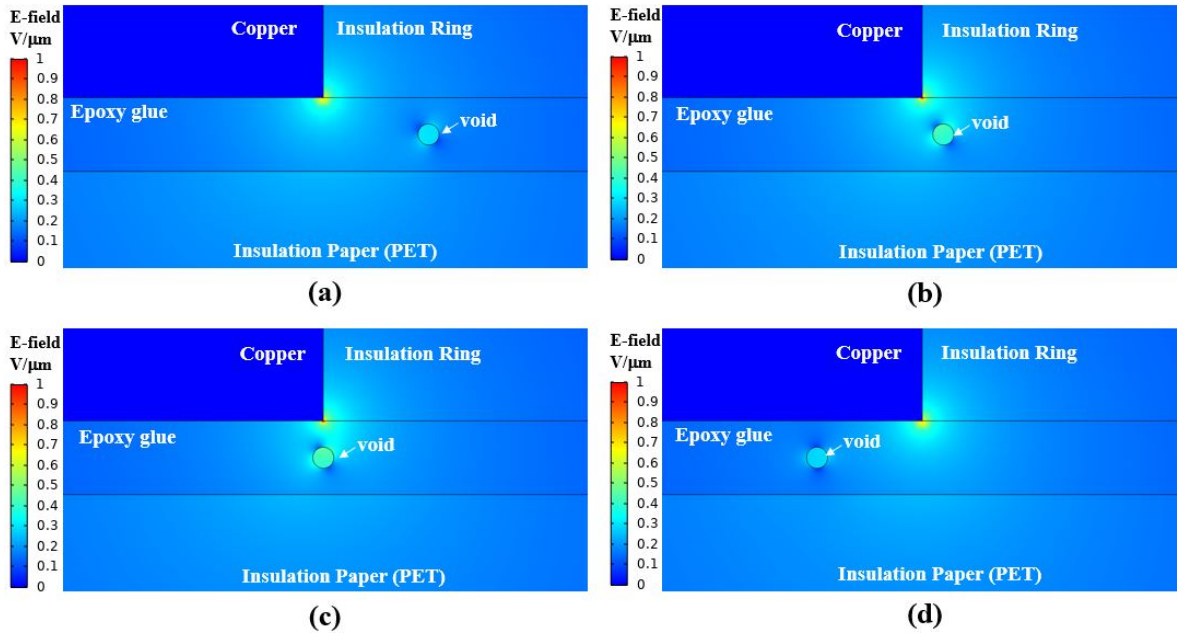 E-field
V/μm
1
0.9
0.8
0.7
0.6
0.5
0.4
0.3
0.2
0.1
0
Copper
Insulation Ring
Epoxy glue
void
Insulation Paper (PET)
(a)
E-field
V/μm
1
0.9
0.8
0.7
0.6
0.5
0.4
0.3
0.2
0.1
0
Copper
Insulation Ring
Epoxy glue
void
Insulation Paper (PET)
(b)
E-field
V/μm
1
0.9
0.8
0.7
0.6
0.5
0.4
0.3
0.2
0.1
0
Copper
Insulation Ring
Epoxy glue
void
Insulation Paper (PET)
(c)
E-field
V/μm
1
0.9
0.8
0.7
0.6
0.5
0.4
0.3
0.2
0.1
0
Copper
Insulation Ring
Epoxy glue
void
Insulation Paper (PET)
(d)